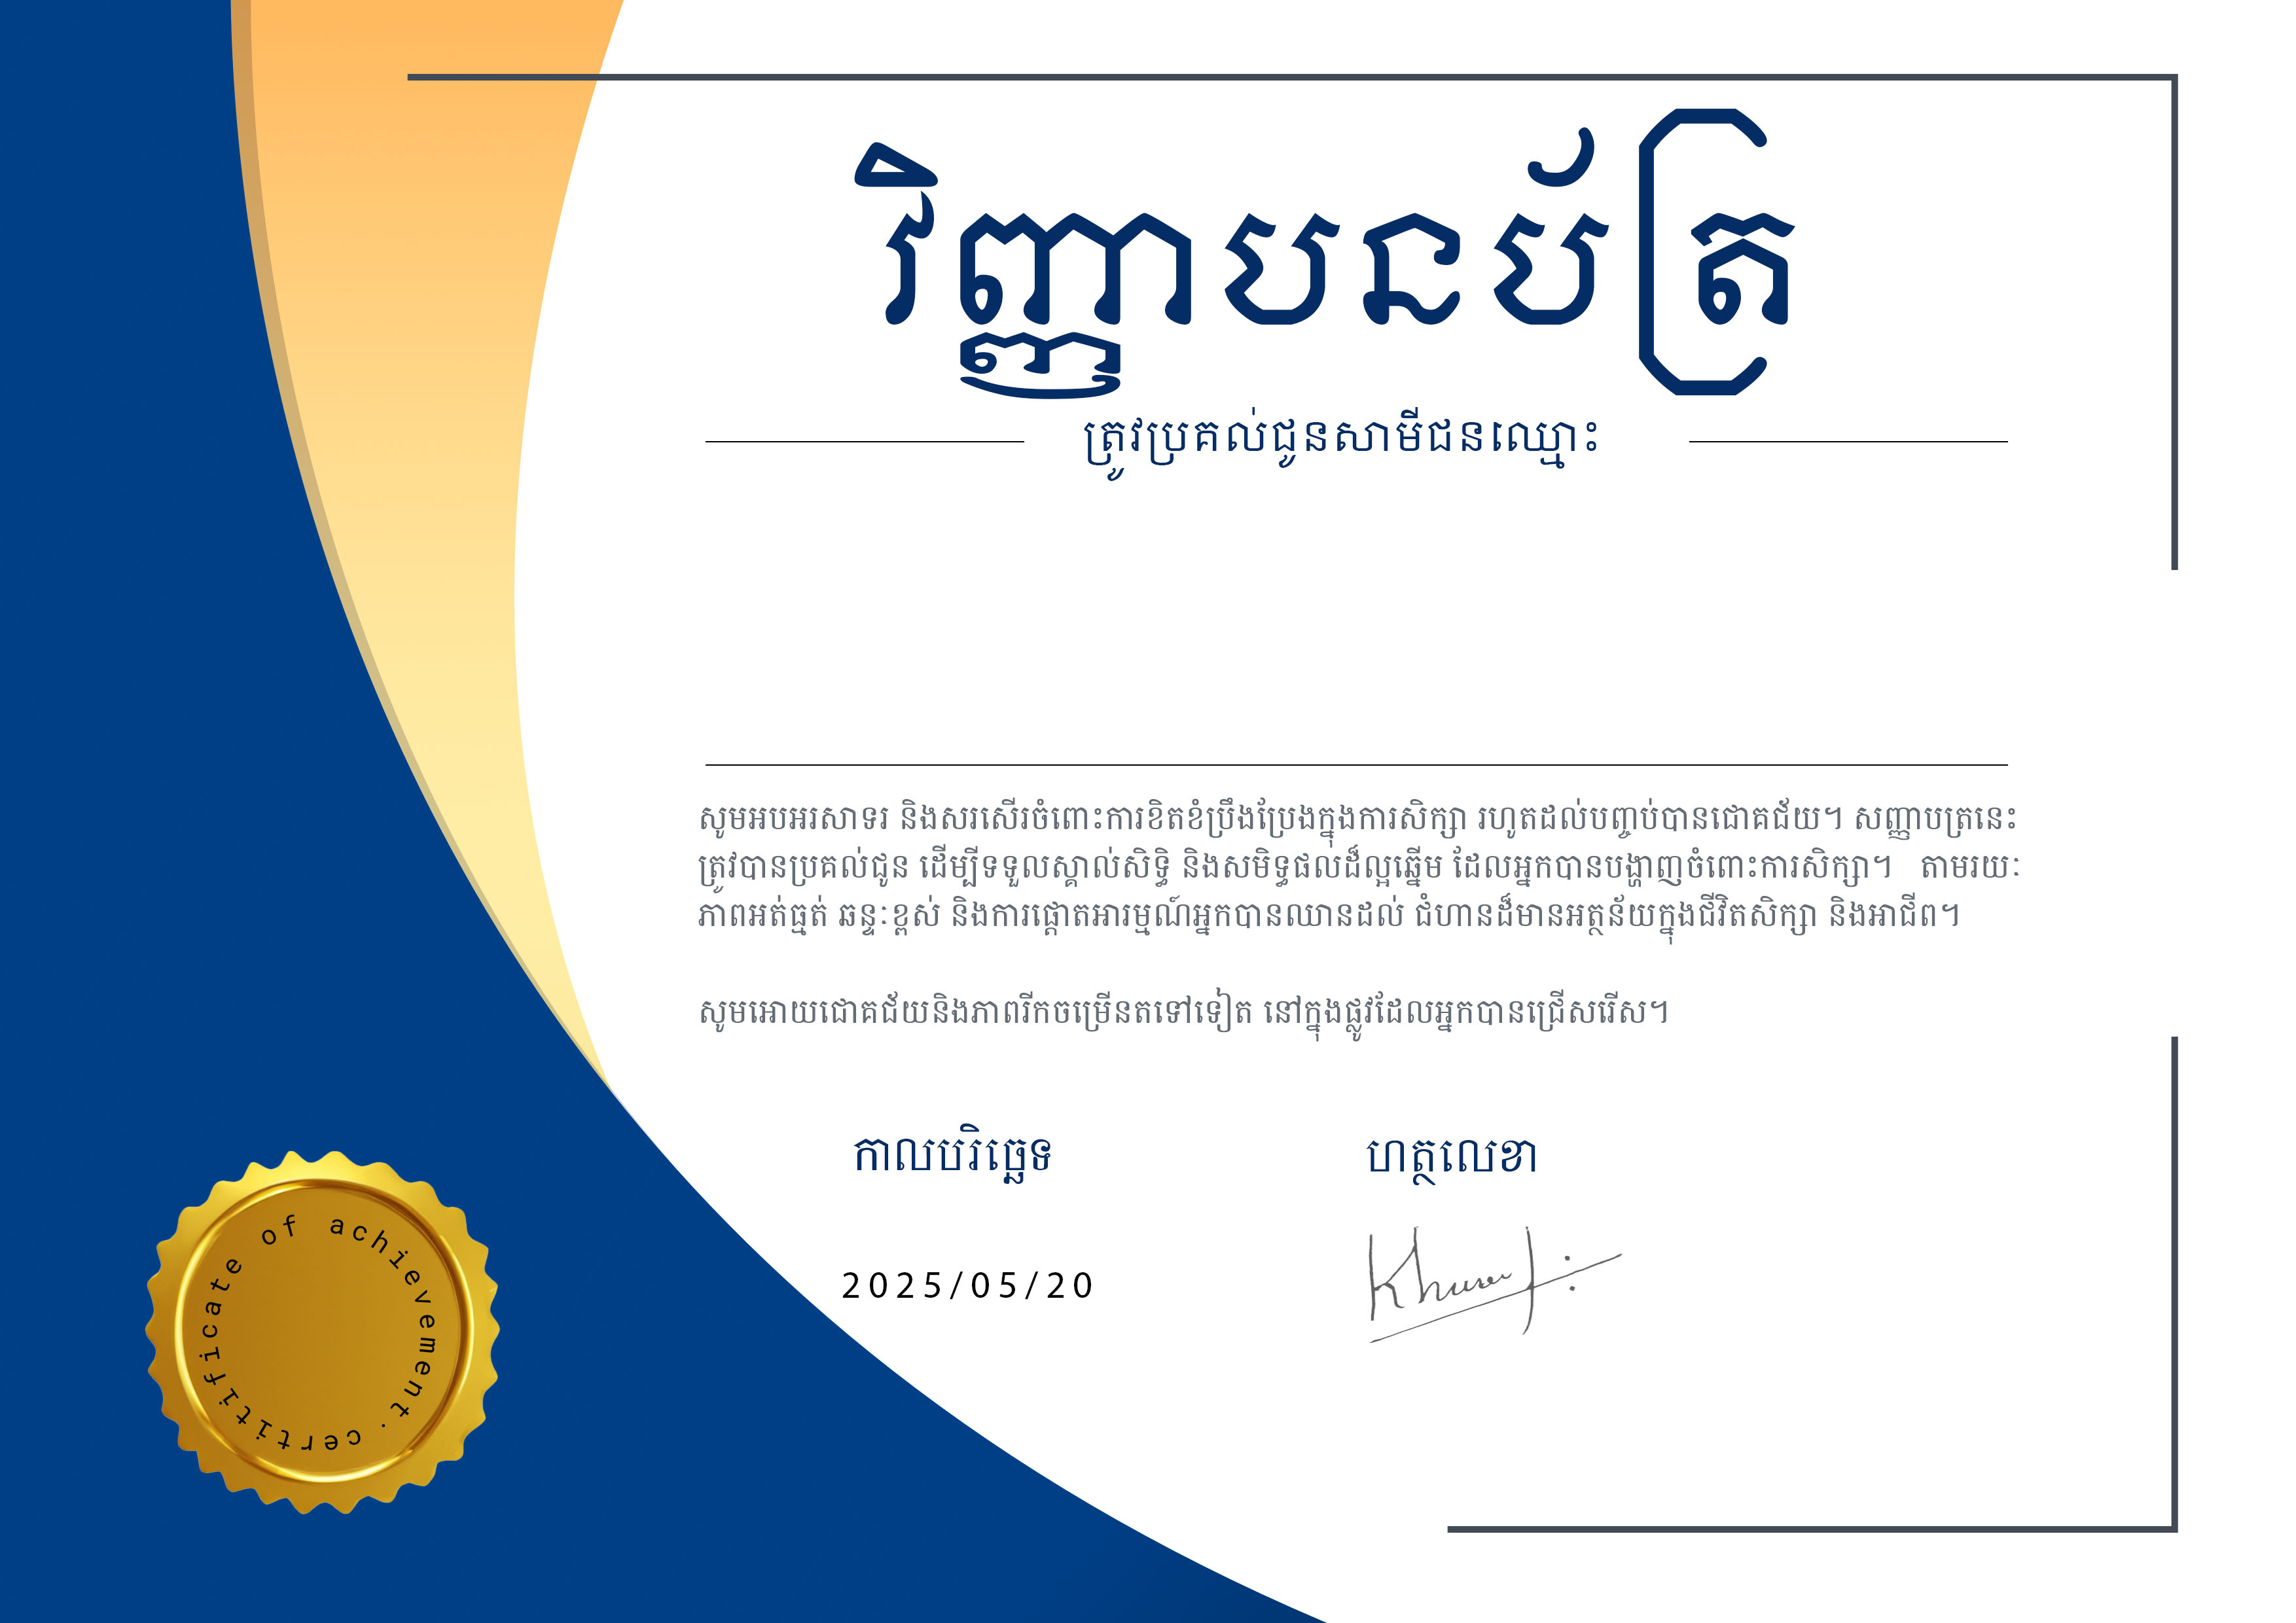 វិញ្ញាបនប័ត្រ
ត្រូវប្រគល់ជូនសាមីជនឈ្មោះ
សូមអបអរសាទរ និងសរសើរចំពោះការខិតខំប្រឹងប្រែងក្នុងការសិក្សា រហូតដល់បញ្ចប់បានជោគជ័យ។ សញ្ញាបត្រនេះ
ត្រូវបានប្រគល់ជូន ដើម្បីទទួលស្គាល់សិទ្ធិ និងសមិទ្ធផលដ៏ល្អឆ្នើម ដែលអ្នកបានបង្ហាញចំពោះការសិក្សា។ តាមរយៈ
ភាពអត់ធ្មត់ ឆន្ទៈខ្ពស់ និងការផ្តោតអារម្មណ៍អ្នកបានឈានដល់ ជំហានដ៏មានអត្ថន័យក្នុងជីវិតសិក្សា និងអាជីព។
សូមអោយជោគជ័យនិងភាពរីកចម្រើនតទៅទៀត នៅក្នុងផ្លូវដែលអ្នកបានជ្រើសរើស។
កាលបរិច្ឆេទ
ហត្ថលេខា
2025/05/20
certificate of achievement.